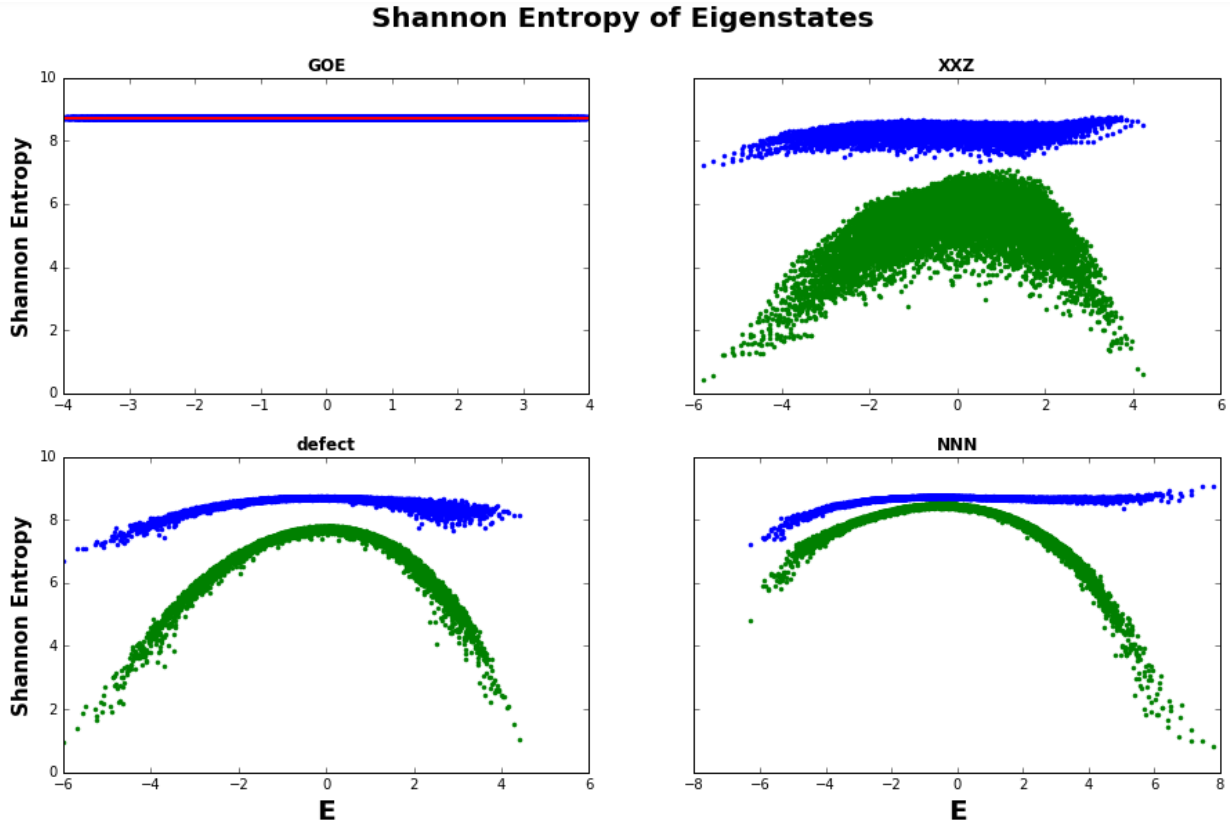 Shannon Entropy of Eigenstates
GOE
XXZ
Shannon Entropy
10
8
6
4
2
0
−4 −3 −2 −1 0 1 2 3 4
−6 −4 −2 0 2 4 6
defect
NNN
Shannon Entropy
10
8
6
4
2
0
−6 −4 −2 0 2 4 6
−8 −6 −4 −2 0 2 4 6 8
E
E